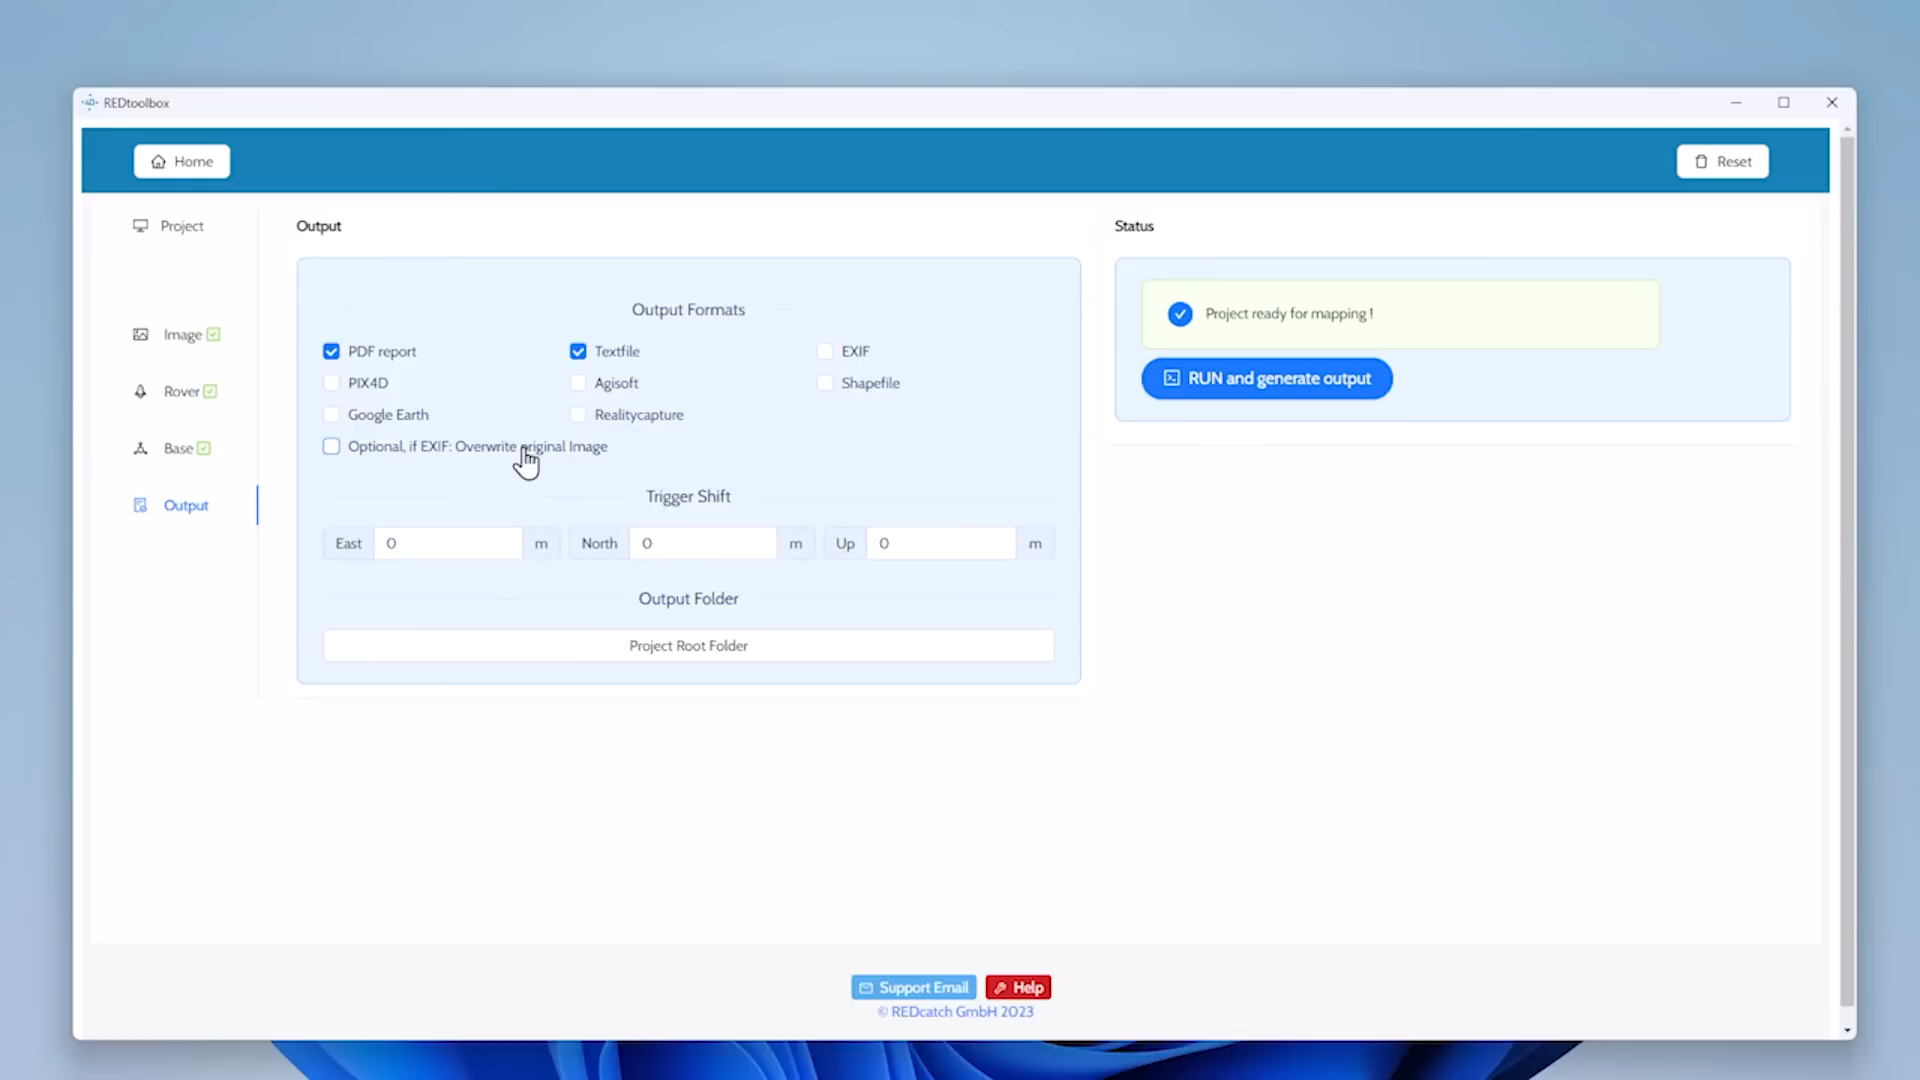 REDtoolbox
Home
Reset
Project
Output
Status
Output Formats
Project ready for mapping !
Image
PDF report
Textfile
EXIF
RUN and generate output
PIX4D
Agisoft
Shapefile
Rover
Google Earth
Realitycapture
Base
Optional, if EXIF: Overwrite original Image
Trigger Shift
Output
East 0 m North 0 m Up 0 m
Output Folder
Project Root Folder
Support Email
Help
© REDcatch GmbH 2023